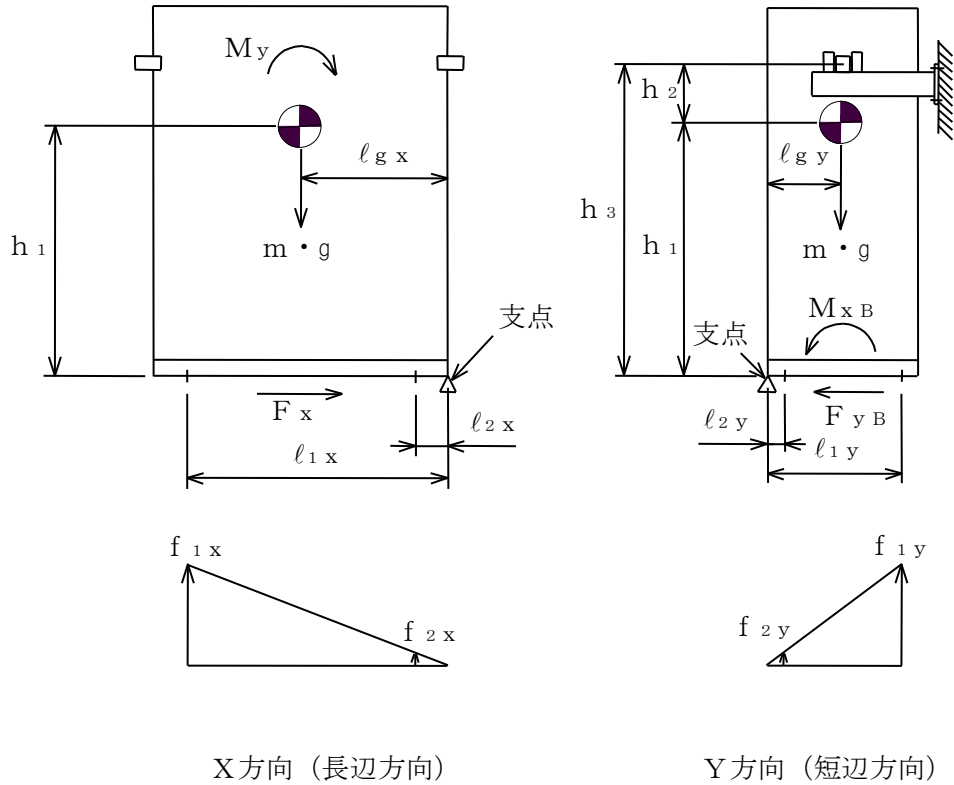 My
ℓgx
h1
m・g
支点
Fx
ℓ2x
ℓ1x
h2
ℓgy
h3
h1
m・g
MxB
支点
FyB
ℓ2y
ℓ1y
f1x
f2x
f1y
f2y
X方向（長辺方向）
Y方向（短辺方向）